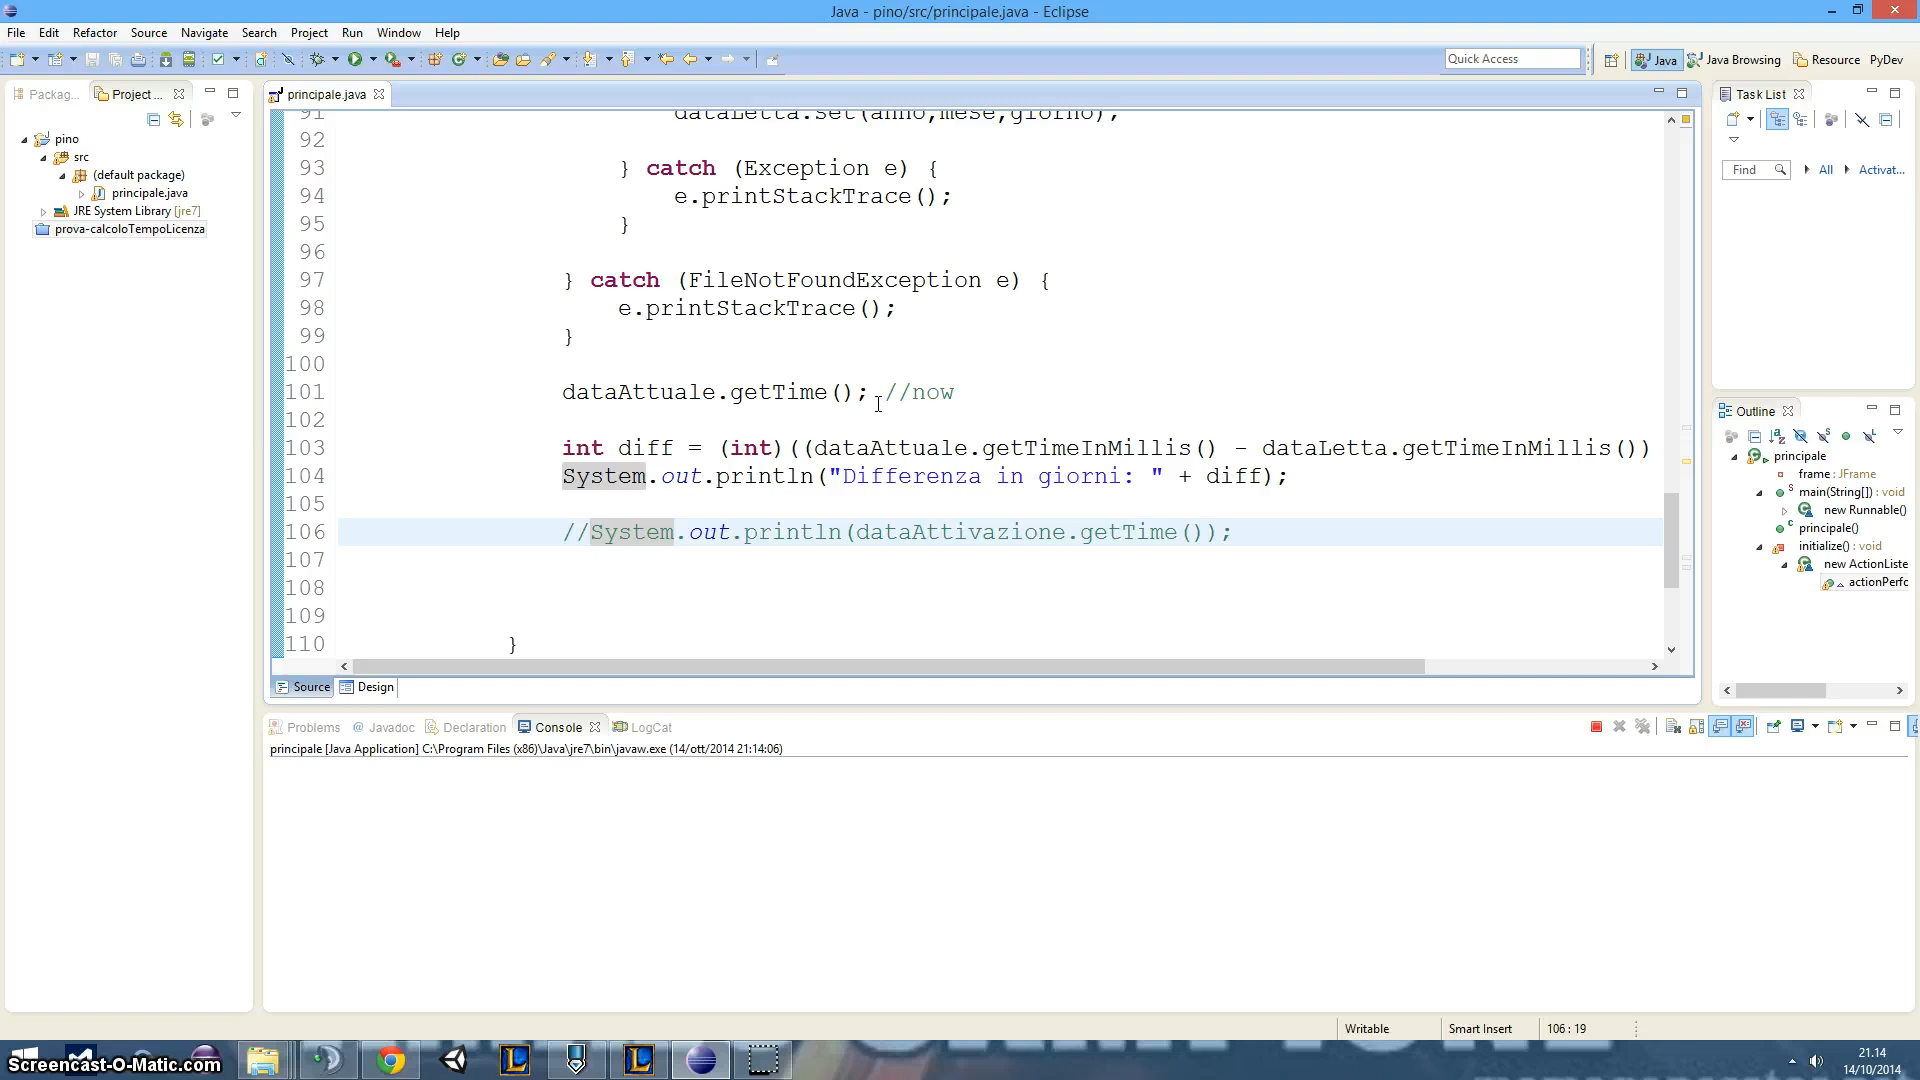 Java - pino/src/principale.java - Eclipse
File Edit Refactor Source Navigate Search Project Run Window Help
Quick Access
Java Java Browsing Resource PyDev
Packag... Project ...
principale.java
Task List
pino
src
(default package)
principale.java
JRE System Library [jre7]
prova-calcoloTempoLicenza
Find All Activat...
91 dataLetta.set(anno,mese,giorno);
92
93 } catch (Exception e) {
94 e.printStackTrace();
95 }
96
97 } catch (FileNotFoundException e) {
98 e.printStackTrace();
99 }
100
101 dataAttuale.getTime(); //now
102
103 int diff = (int)((dataAttuale.getTimeInMillis() - dataLetta.getTimeInMillis())
104 System.out.println("Differenza in giorni: " + diff);
105
106 //System.out.println(dataAttivazione.getTime());
107
108
109
110 }
Source Design
Outline
principale
frame : JFrame
main(String[]) : void
new Runnable()
principale()
initialize() : void
new ActionListe
actionPerfo
Problems @ Javadoc Declaration Console LogCat
principale [Java Application] C:\Program Files (x86)\Java\jre7\bin\javaw.exe (14/ott/2014 21:14:06)
Writable Smart Insert 106 : 19
Screencast-O-Matic.com
21.14
14/10/2014